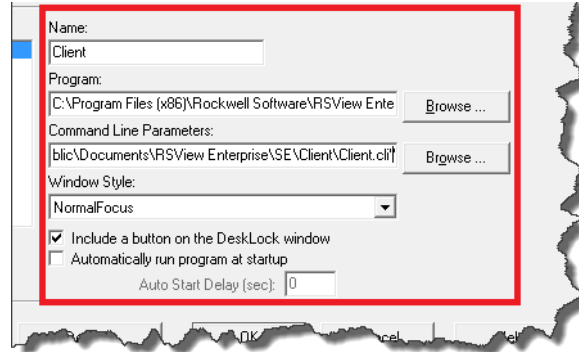 Name:
Client
Program:
C:\Program Files (x86)\Rockwell Software\RSView Ente
Browse ...
Command Line Parameters:
blic\Documents\RSView Enterprise\SE\Client\Client.cli"
Browse ...
Window Style:
NormalFocus
Include a button on the DeskLock window
Automatically run program at startup
Auto Start Delay (sec): 0
OK